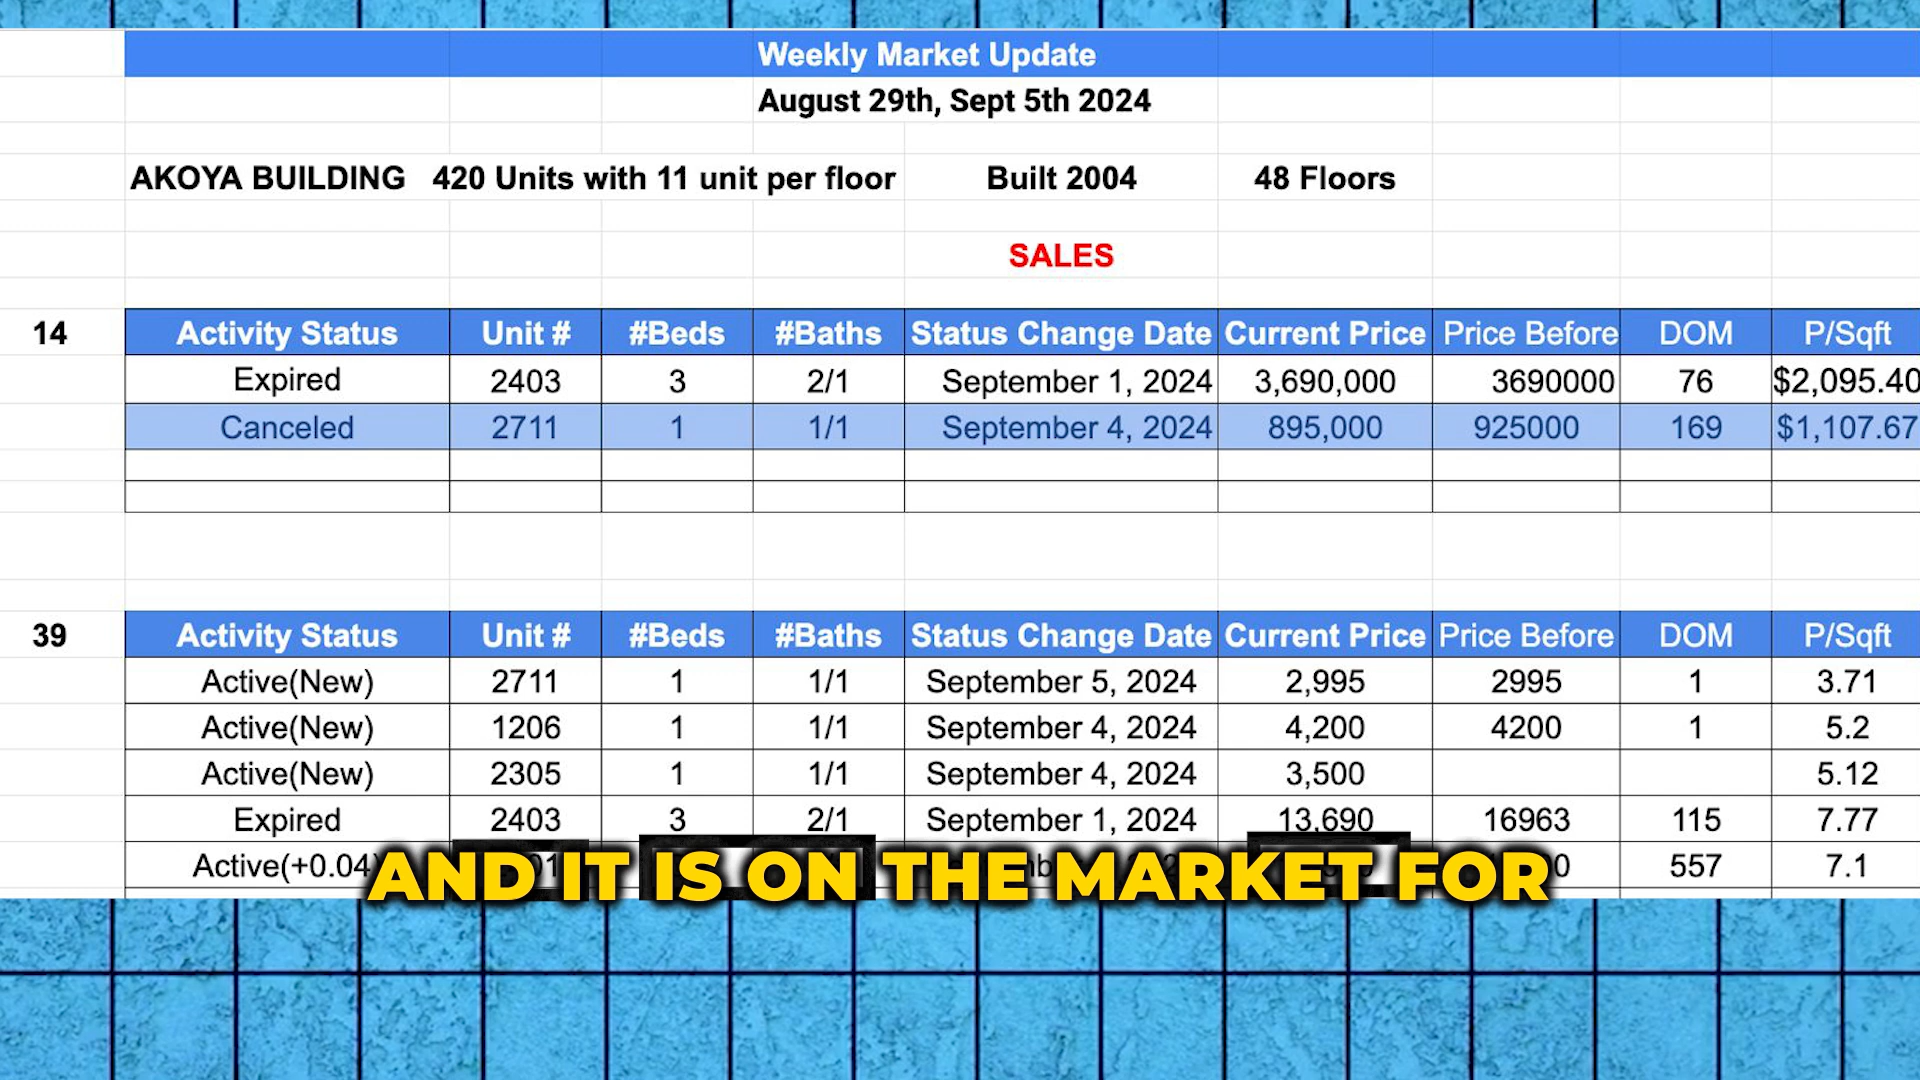 Weekly Market Update
August 29th, Sept 5th 2024
AKOYA BUILDING 420 Units with 11 unit per floor Built 2004 48 Floors
SALES
14 Activity Status Unit # #Beds #Baths Status Change Date Current Price Price Before DOM P/Sqft
Expired 2403 3 2/1 September 1, 2024 3,690,000 3690000 76 $2,095.40
Canceled 2711 1 1/1 September 4, 2024 895,000 925000 169 $1,107.67
39 Activity Status Unit # #Beds #Baths Status Change Date Current Price Price Before DOM P/Sqft
Active(New) 2711 1 1/1 September 5, 2024 2,995 2995 1 3.71
Active(New) 1206 1 1/1 September 4, 2024 4,200 4200 1 5.2
Active(New) 2305 1 1/1 September 4, 2024 3,500 5.12
Expired 2403 3 2/1 September 1, 2024 13,690 16963 115 7.77
Active(+0.04 557 7.1
AND IT IS ON THE MARKET FOR